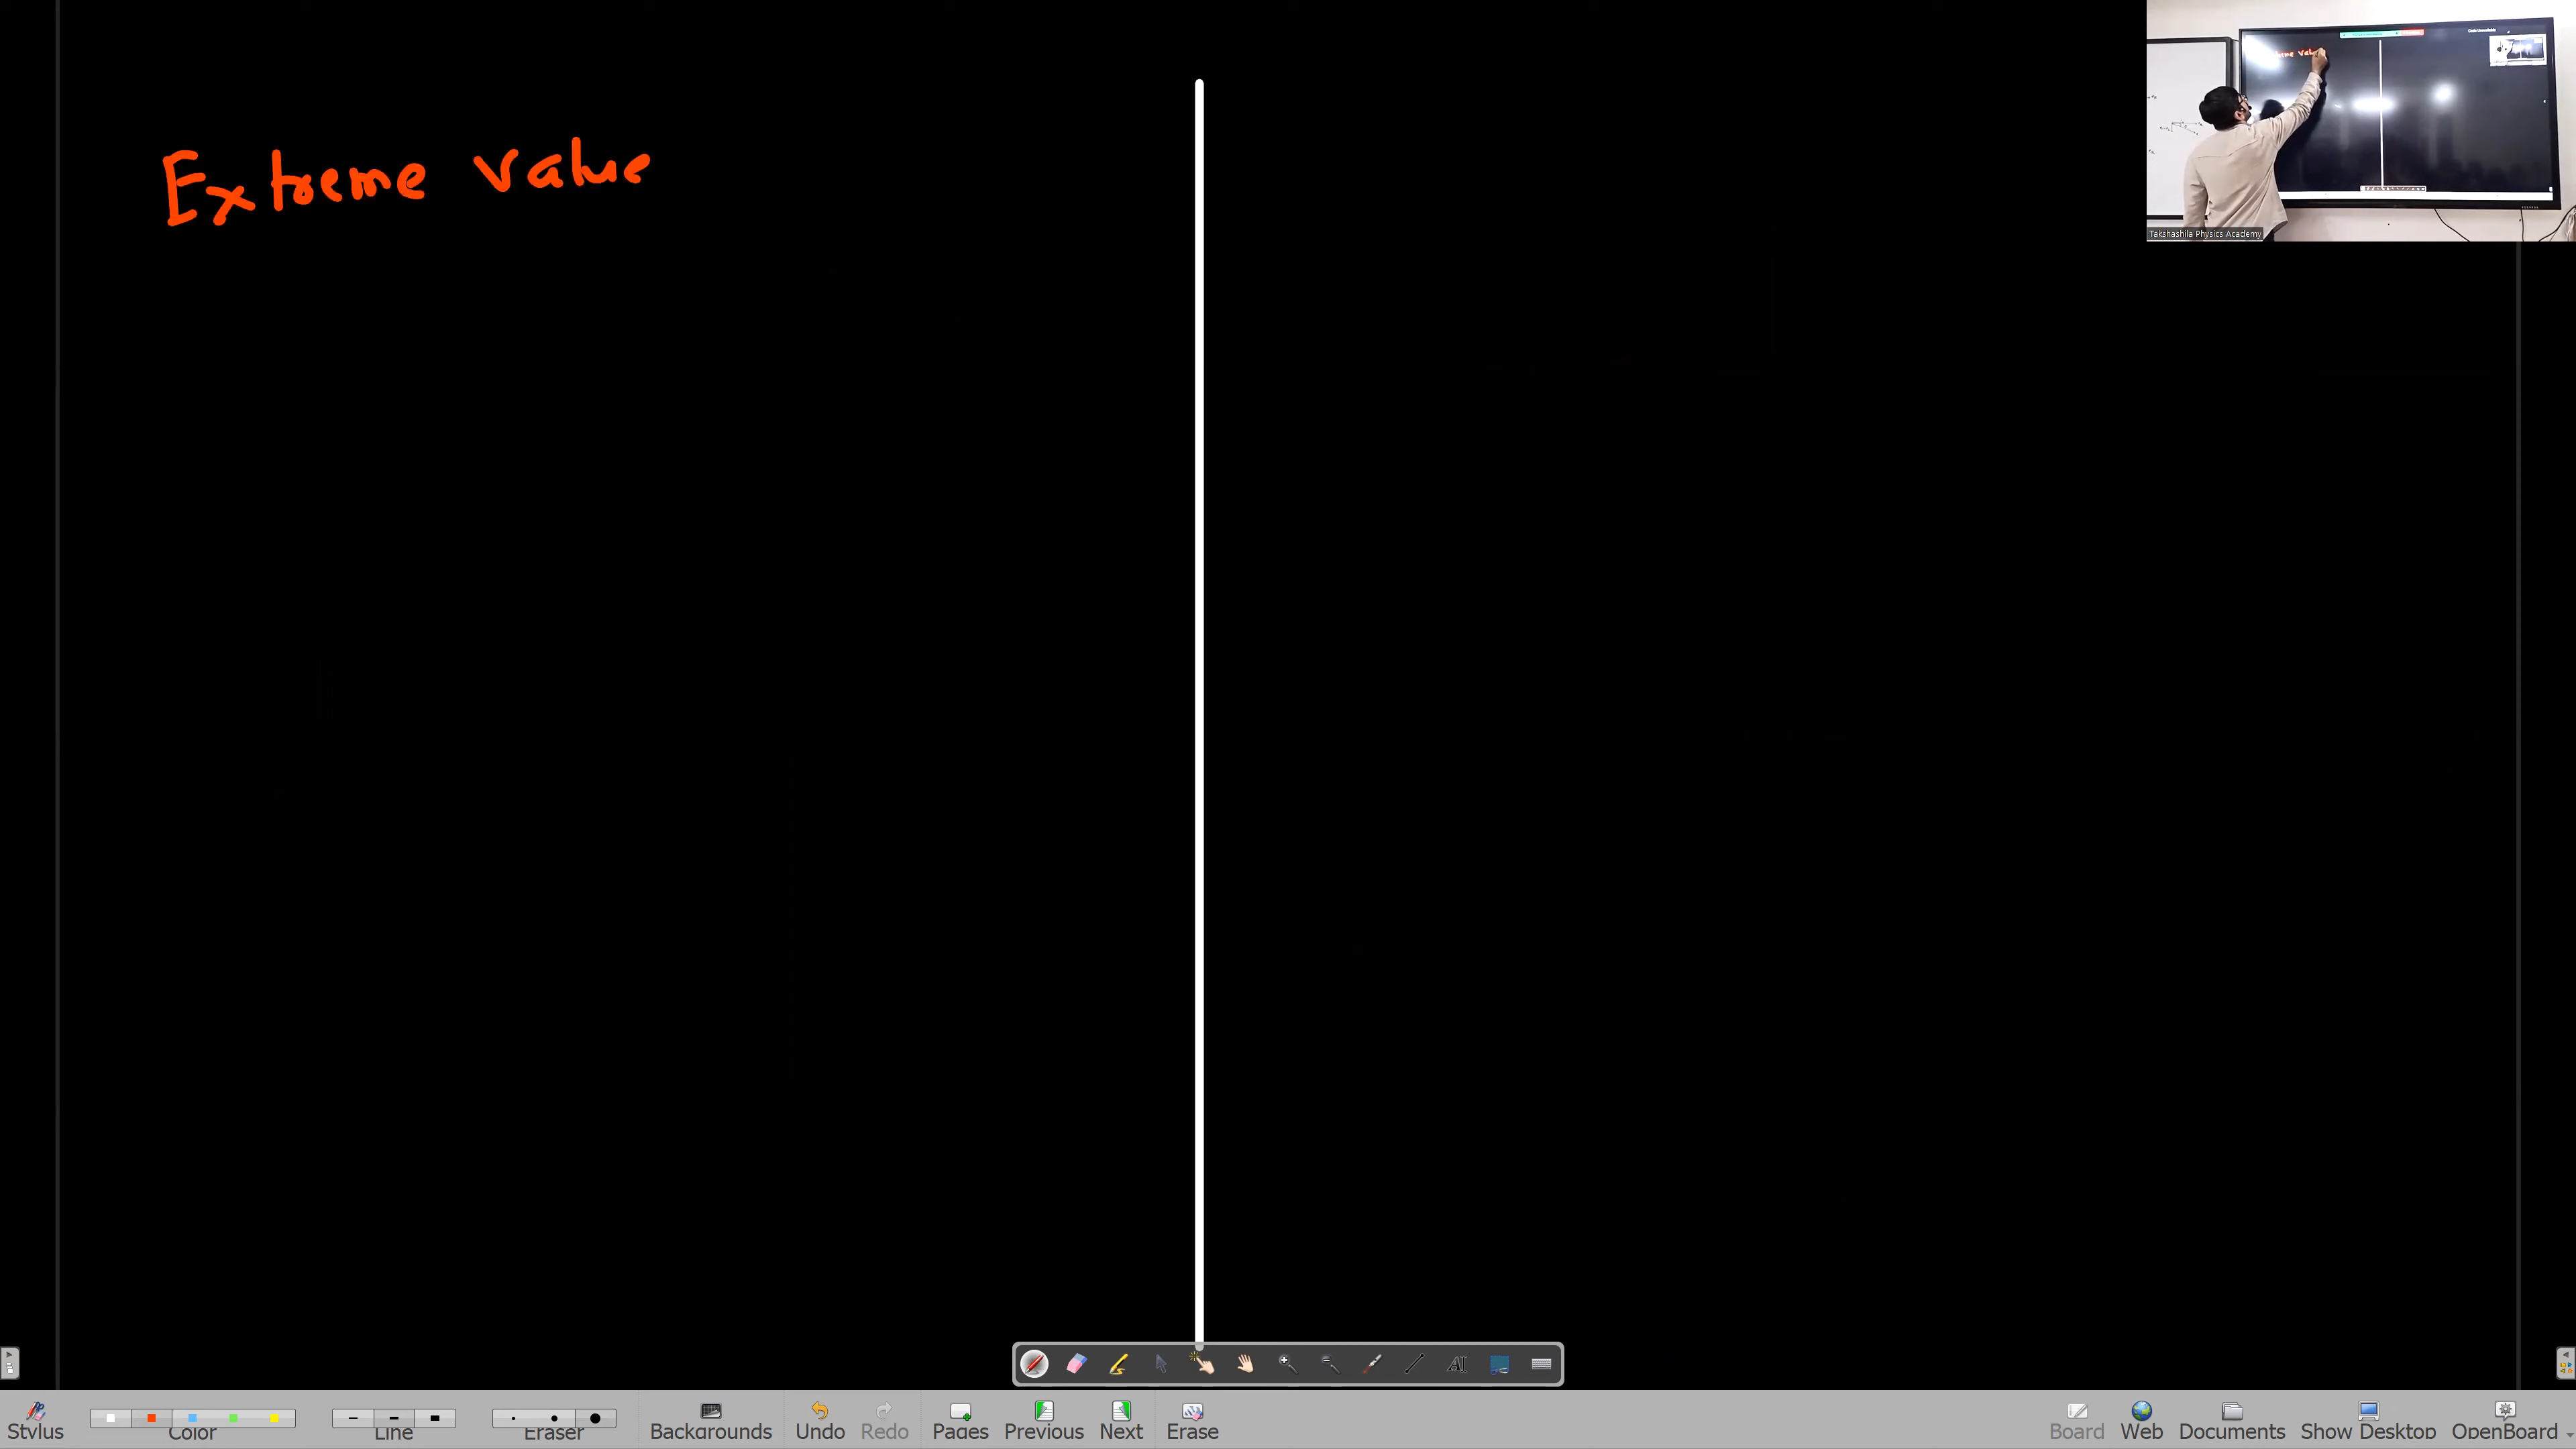 Extreme value
Takshashila Physics Academy
Stylus
Color
Line
Eraser
Backgrounds
Undo
Redo
Pages
Previous
Next
Erase
Board
Web
Documents
Show Desktop
OpenBoard